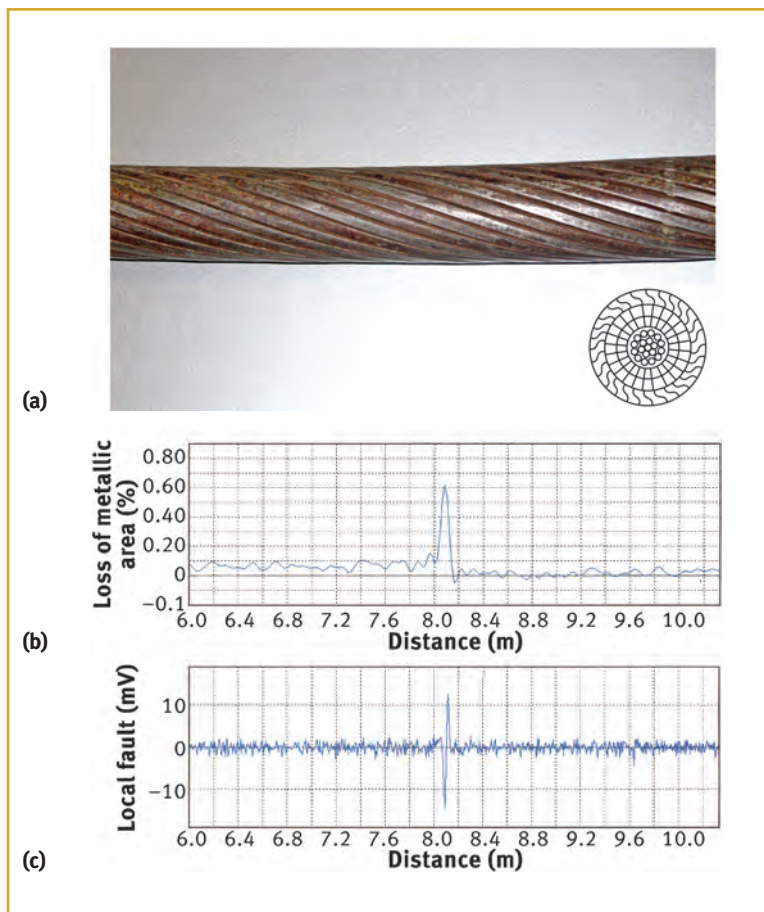 (a)
0.80
0.60
0.40
0.20
0
–0.1
Loss of metallic
area (%)
6.0 6.4 6.8 7.2 7.6 8.0 8.4 8.8 9.2 9.6 10.0
Distance (m)
(b)
10
0
–10
Local fault (mV)
6.0 6.4 6.8 7.2 7.6 8.0 8.4 8.8 9.2 9.6 10.0
Distance (m)
(c)